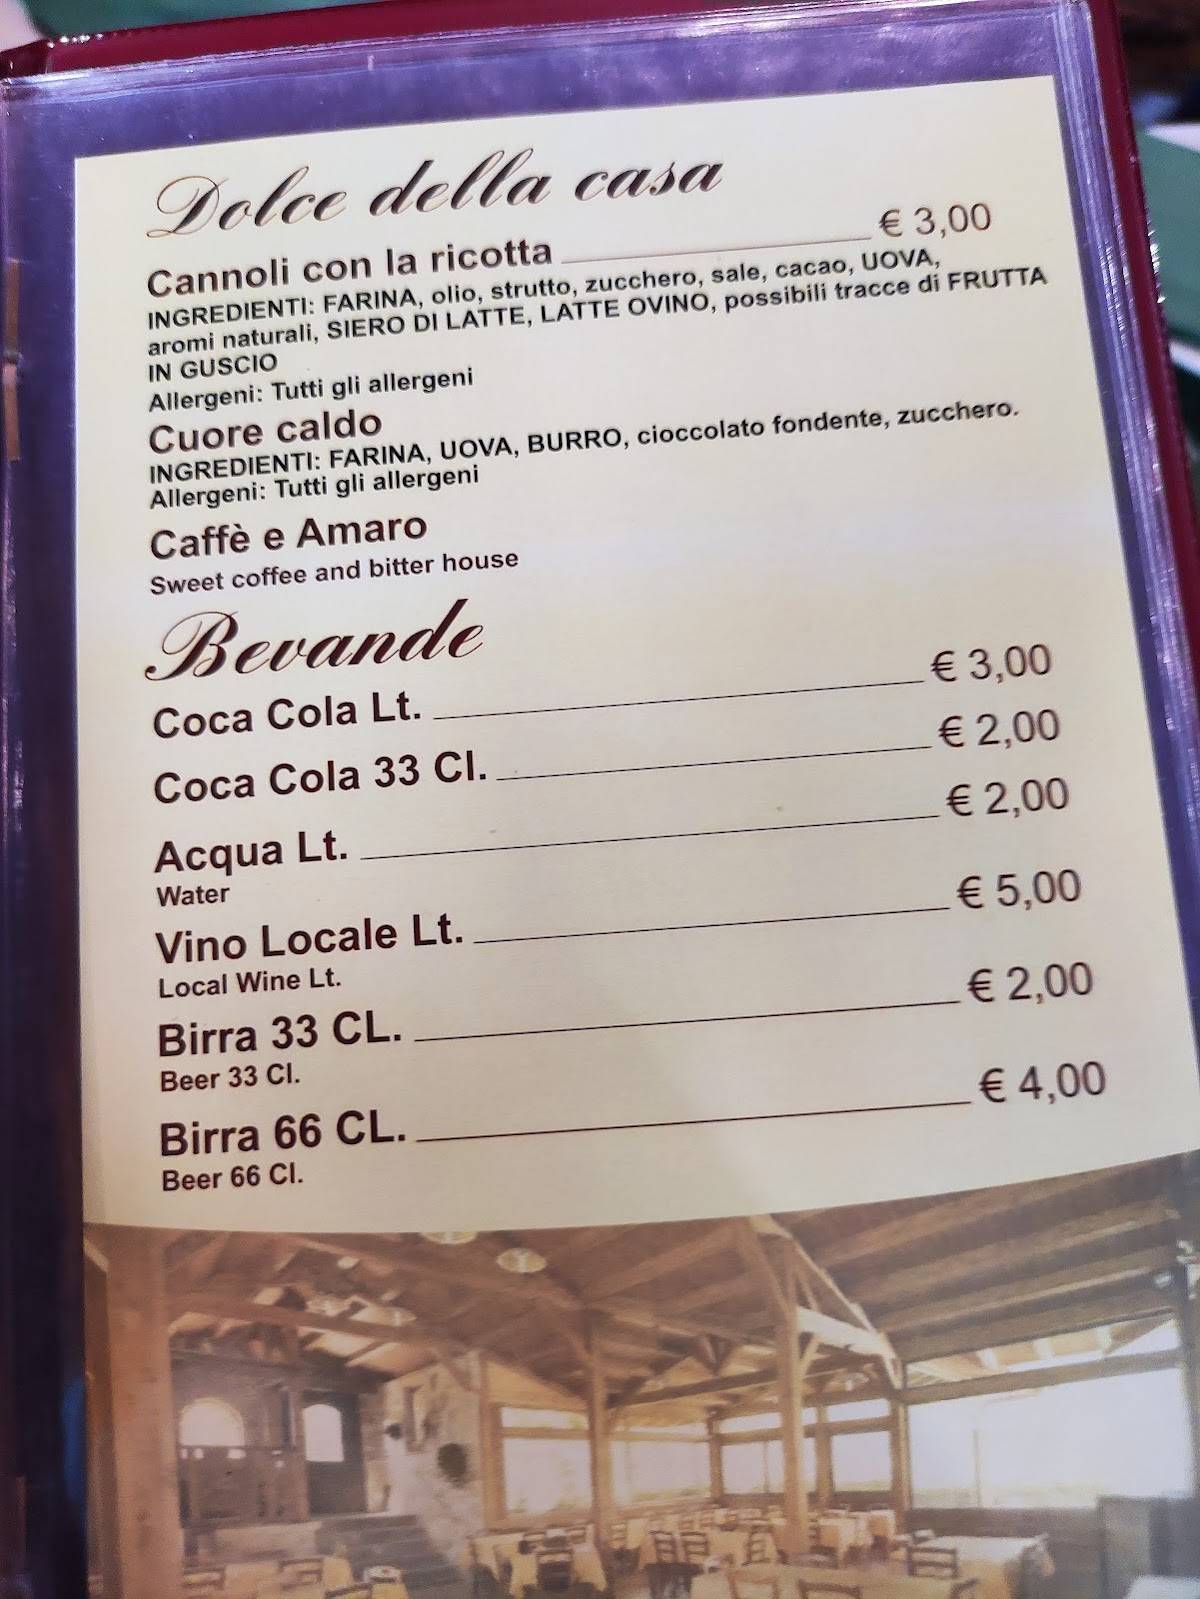 Dolce della casa
Cannoli con la ricotta € 3,00
INGREDIENTI: FARINA, olio, strutto, zucchero, sale, cacao, UOVA,
aromi naturali, SIERO DI LATTE, LATTE OVINO, possibili tracce di FRUTTA
IN GUSCIO
Allergeni: Tutti gli allergeni
Cuore caldo
INGREDIENTI: FARINA, UOVA, BURRO, cioccolato fondente, zucchero.
Allergeni: Tutti gli allergeni
Caffè e Amaro
Sweet coffee and bitter house
Bevande
Coca Cola Lt. € 3,00
Coca Cola 33 Cl. € 2,00
Acqua Lt. € 2,00
Water
Vino Locale Lt. € 5,00
Local Wine Lt.
Birra 33 CL. € 2,00
Beer 33 Cl.
Birra 66 CL. € 4,00
Beer 66 Cl.